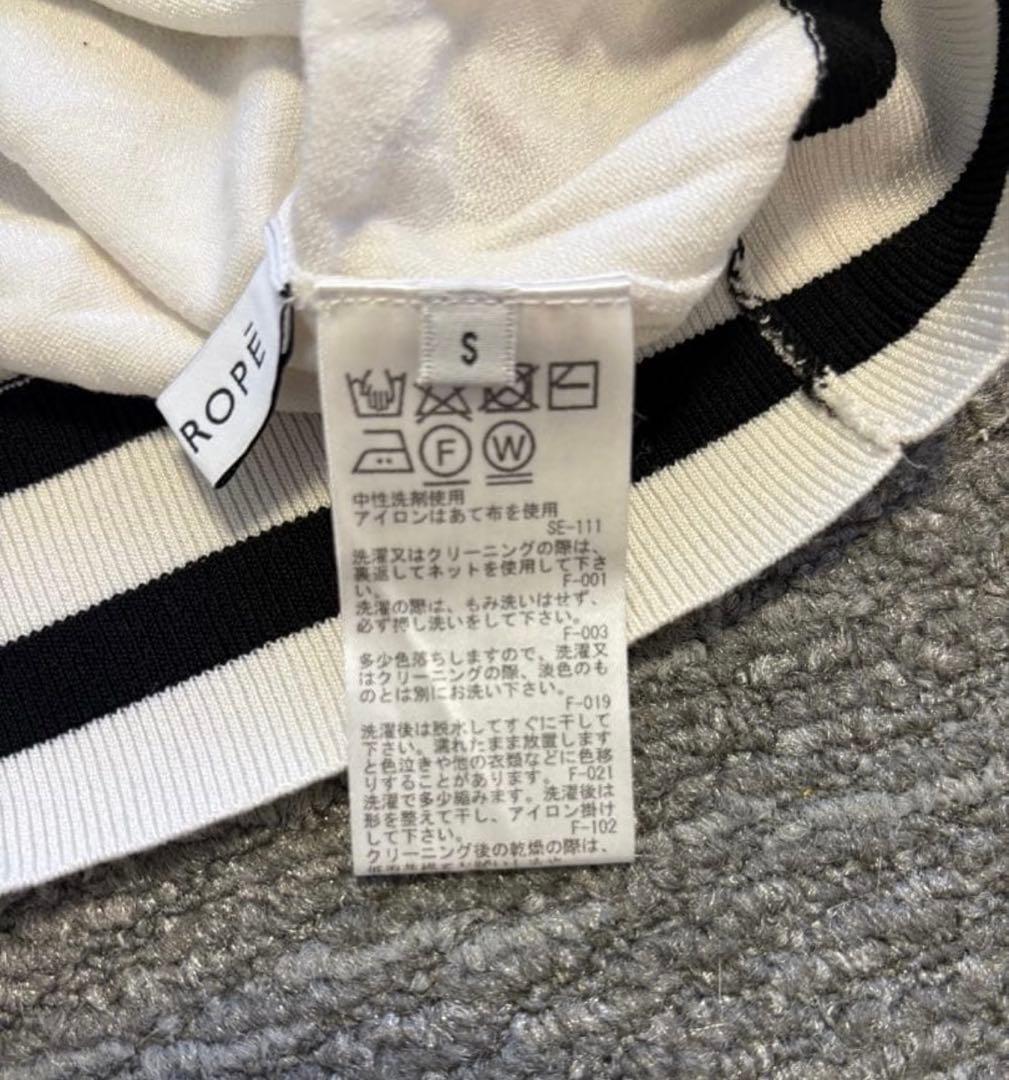 ROPÉ
S
F W
中性洗剤使用
アイロンはあて布を使用
SE-111
洗濯又はクリーニングの際は、
裏返してネットを使用して下さ
い。
F-001
洗濯の際は、もみ洗いはせず、
必ず押し洗いをして下さい。
F-003
多少色落ちしますので、洗濯又
はクリーニングの際、淡色のも
のとは別にお洗い下さい。
F-019
洗濯後は脱水してすぐに干して
下さい。濡れたまま放置します
と色泣きや他の衣類などに色移
りすることがあります。 F-021
洗濯で多少縮みます。洗濯後は
形を整えて干し、アイロン掛け
して下さい。
F-102
クリーニング後の乾燥の際は、